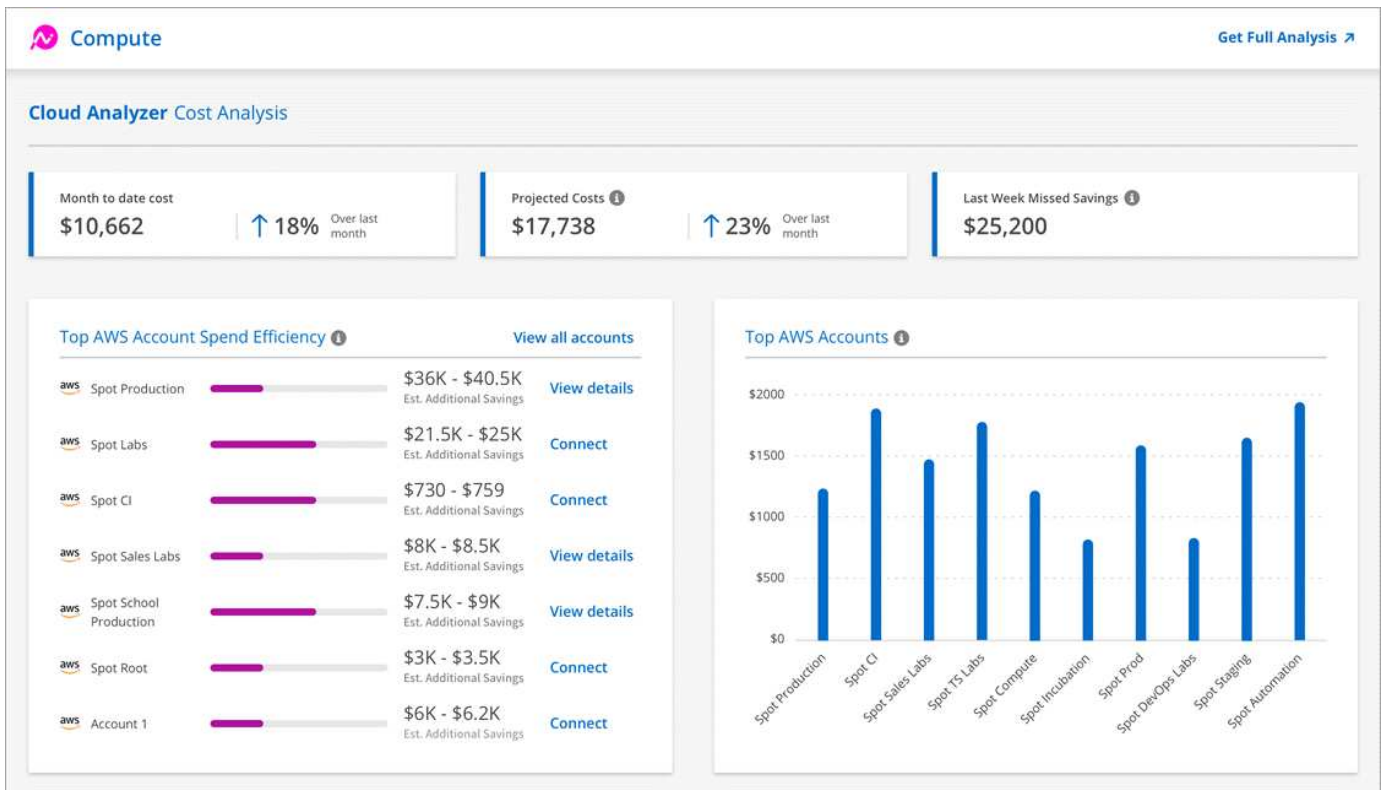 Compute
Get Full Analysis
Cloud Analyzer Cost Analysis
Month to date cost
$10,662
18%
Over last
month
Projected Costs
$17,738
23%
Over last
month
Last Week Missed Savings
$25,200
Top AWS Account Spend Efficiency
View all accounts
aws Spot Production
$36K - $40.5K
Est. Additional Savings
View details
aws Spot Labs
$21.5K - $25K
Est. Additional Savings
Connect
aws Spot CI
$730 - $759
Est. Additional Savings
Connect
aws Spot Sales Labs
$8K - $8.5K
Est. Additional Savings
View details
aws Spot School
Production
$7.5K - $9K
Est. Additional Savings
View details
aws Spot Root
$3K - $3.5K
Est. Additional Savings
Connect
aws Account 1
$6K - $6.2K
Est. Additional Savings
Connect
Top AWS Accounts
$2000
$1500
$1000
$500
$0
Spot Production
Spot CI
Spot Sales Labs
Spot TS Labs
Spot Compute
Spot Incubation
Spot Prod
Spot DevOps Labs
Spot Staging
Spot Automation